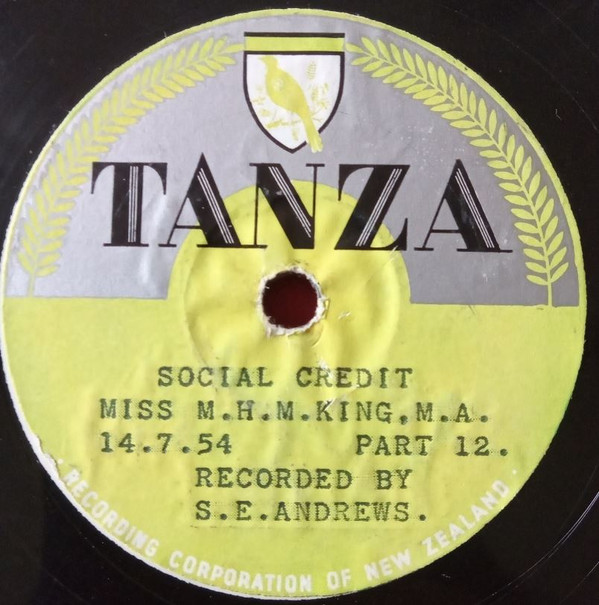 TANZA
SOCIAL CREDIT
MISS M.H.M.KING,M.A.
14.7.54 PART 12.
RECORDED BY
S.E.ANDREWS.
· RECORDING CORPORATION OF NEW ZEALAND ·